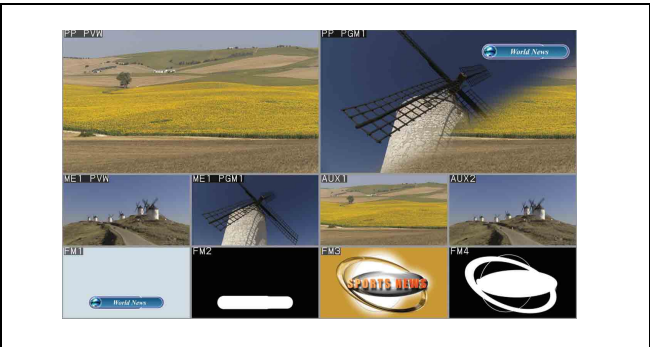 PP PVW
PP PGM1
World News
ME1 PVW
ME1 PGM1
AUX1
AUX2
FM1
FM2
FM3
FM4
World News
SPORTS NEWS